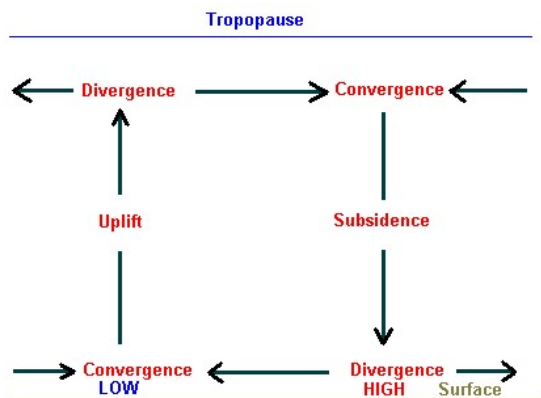 Tropopause
Divergence
Convergence
Uplift
Subsidence
Convergence
LOW
Divergence
HIGH
Surface